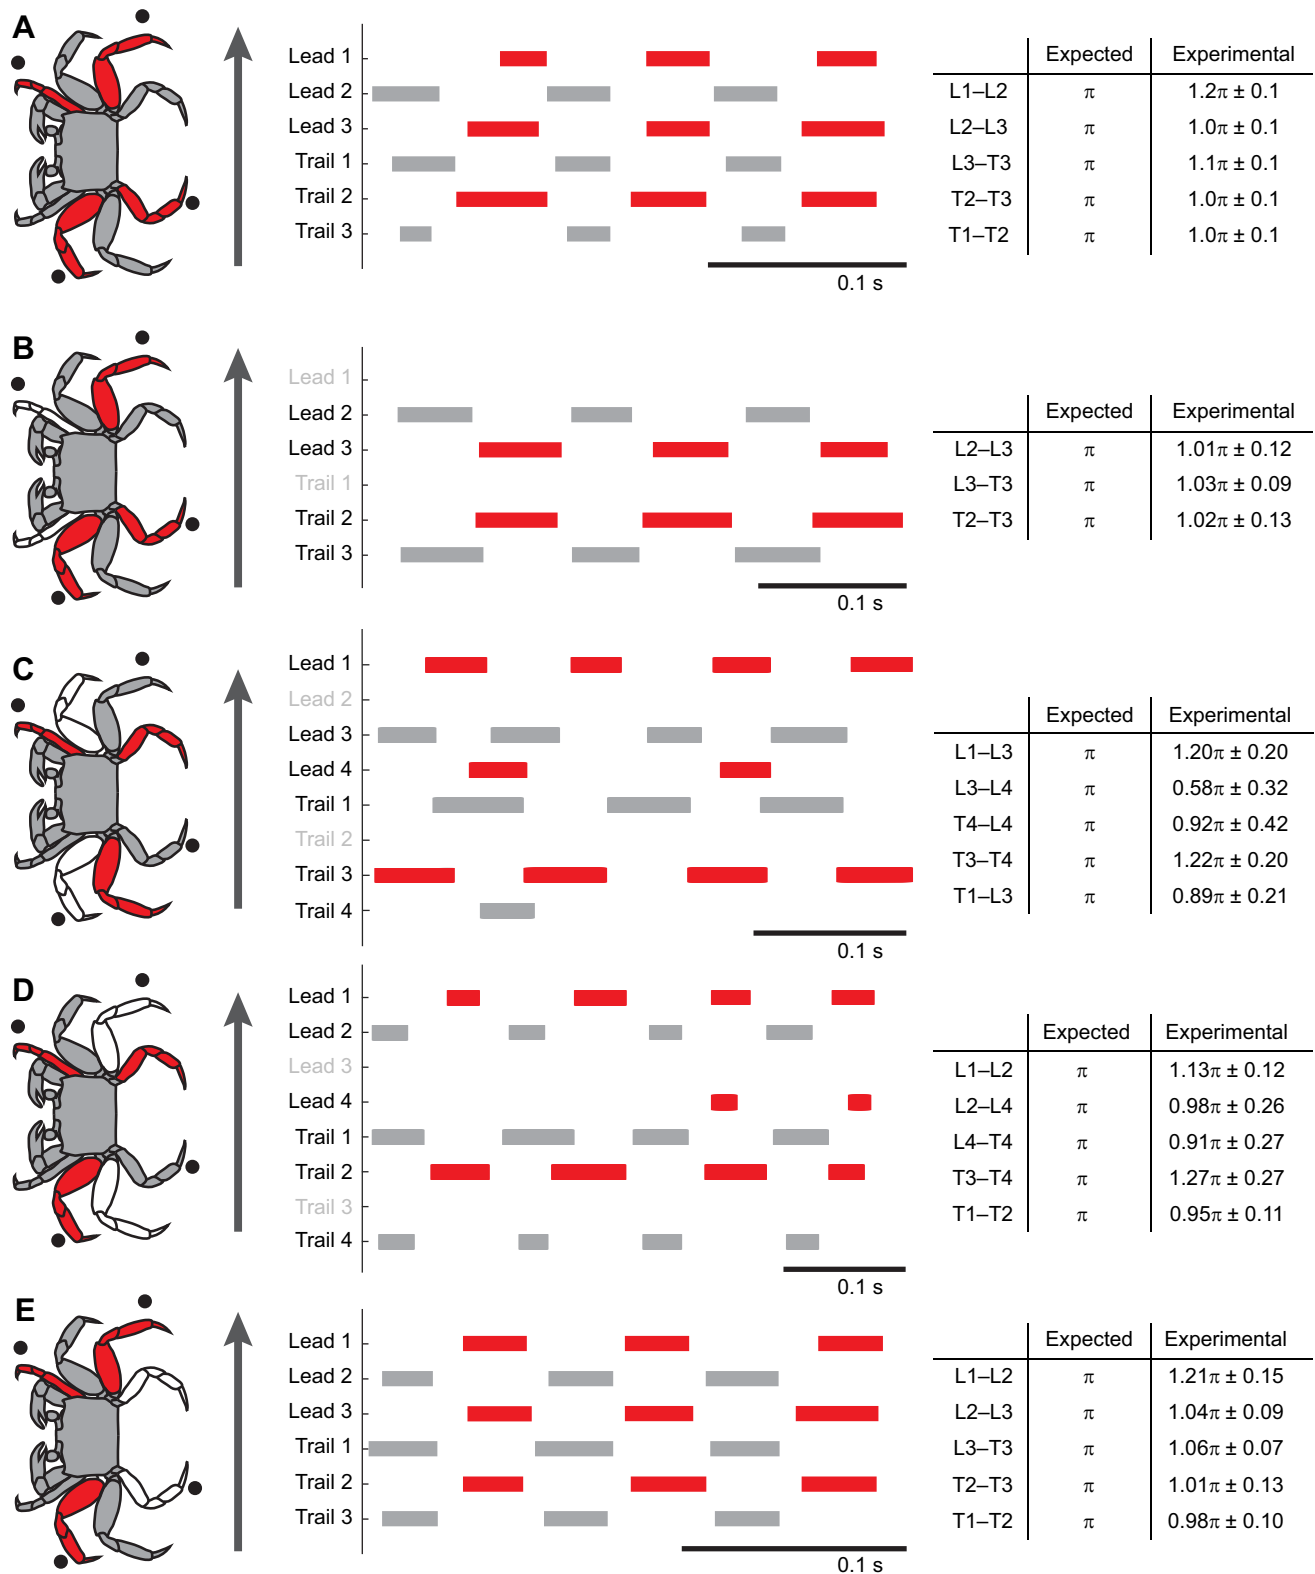 A
Lead 1
Lead 2
Lead 3
Trail 1
Trail 2
Trail 3
0.1 s
Expected Experimental
L1–L2 π 1.2π ± 0.1
L2–L3 π 1.0π ± 0.1
L3–T3 π 1.1π ± 0.1
T2–T3 π 1.0π ± 0.1
T1–T2 π 1.0π ± 0.1
B
Lead 1
Lead 2
Lead 3
Trail 1
Trail 2
Trail 3
0.1 s
Expected Experimental
L2–L3 π 1.01π ± 0.12
L3–T3 π 1.03π ± 0.09
T2–T3 π 1.02π ± 0.13
C
Lead 1
Lead 2
Lead 3
Lead 4
Trail 1
Trail 2
Trail 3
Trail 4
0.1 s
Expected Experimental
L1–L3 π 1.20π ± 0.20
L3–L4 π 0.58π ± 0.32
T4–L4 π 0.92π ± 0.42
T3–T4 π 1.22π ± 0.20
T1–L3 π 0.89π ± 0.21
D
Lead 1
Lead 2
Lead 3
Lead 4
Trail 1
Trail 2
Trail 3
Trail 4
0.1 s
Expected Experimental
L1–L2 π 1.13π ± 0.12
L2–L4 π 0.98π ± 0.26
L4–T4 π 0.91π ± 0.27
T3–T4 π 1.27π ± 0.27
T1–T2 π 0.95π ± 0.11
E
Lead 1
Lead 2
Lead 3
Trail 1
Trail 2
Trail 3
0.1 s
Expected Experimental
L1–L2 π 1.21π ± 0.15
L2–L3 π 1.04π ± 0.09
L3–T3 π 1.06π ± 0.07
T2–T3 π 1.01π ± 0.13
T1–T2 π 0.98π ± 0.10